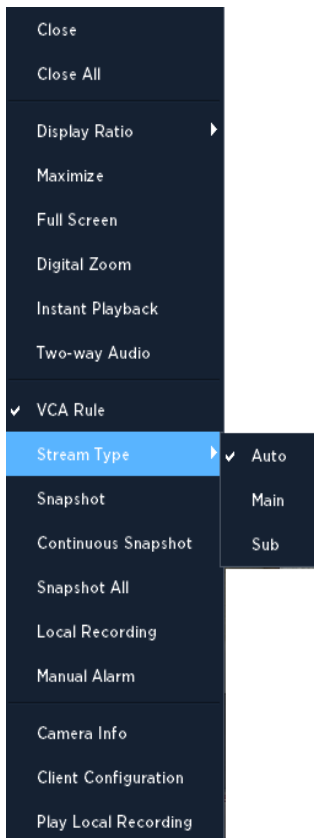 Close
Close All
Display Ratio
Maximize
Full Screen
Digital Zoom
Instant Playback
Two-way Audio
VCA Rule
Stream Type
Auto
Main
Sub
Snapshot
Continuous Snapshot
Snapshot All
Local Recording
Manual Alarm
Camera Info
Client Configuration
Play Local Recording